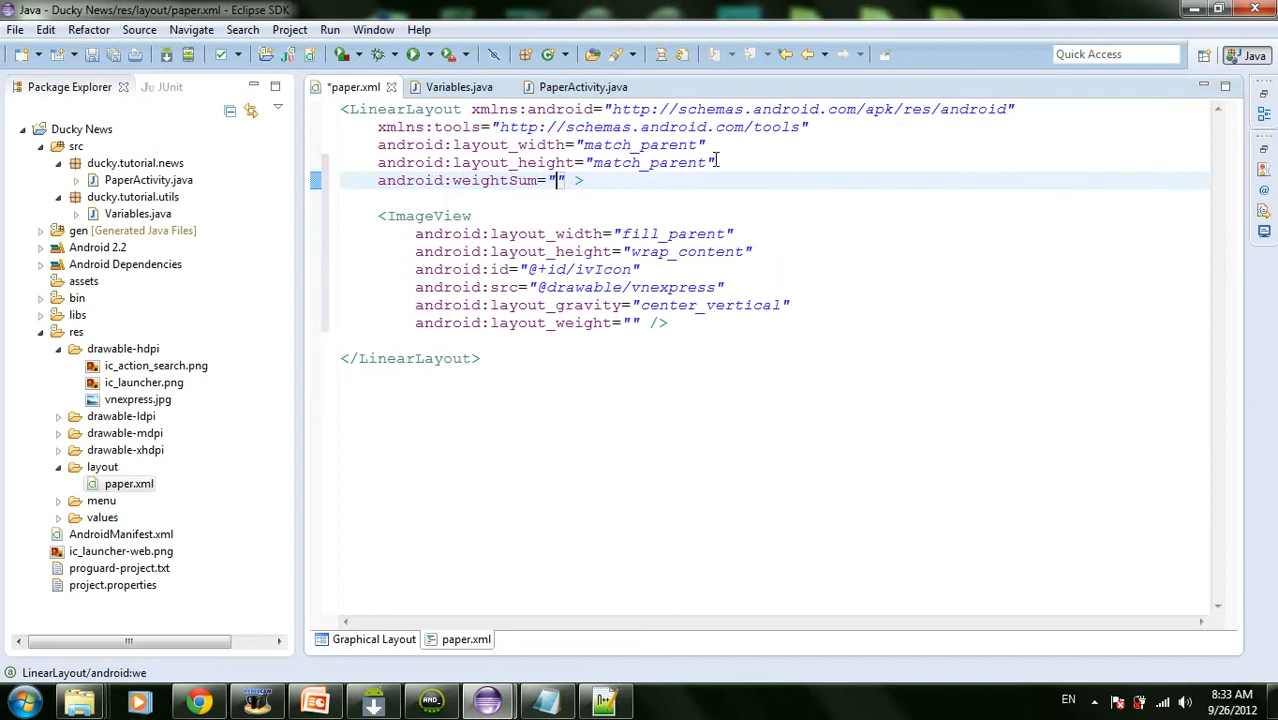 Java - Ducky News/res/layout/paper.xml - Eclipse SDK
File Edit Refactor Source Navigate Search Project Run Window Help
Quick Access
Java
Package Explorer
JUnit
*paper.xml
Variables.java
PaperActivity.java
Ducky News
src
ducky.tutorial.news
PaperActivity.java
ducky.tutorial.utils
Variables.java
gen [Generated Java Files]
Android 2.2
Android Dependencies
assets
bin
libs
res
drawable-hdpi
ic_action_search.png
ic_launcher.png
vnexpress.jpg
drawable-ldpi
drawable-mdpi
drawable-xhdpi
layout
paper.xml
menu
values
AndroidManifest.xml
ic_launcher-web.png
proguard-project.txt
project.properties
<LinearLayout xmlns:android="http://schemas.android.com/apk/res/android"
xmlns:tools="http://schemas.android.com/tools"
android:layout_width="match_parent"
android:layout_height="match_parent"
android:weightSum="" >
<ImageView
android:layout_width="fill_parent"
android:layout_height="wrap_content"
android:id="@+id/ivIcon"
android:src="@drawable/vnexpress"
android:layout_gravity="center_vertical"
android:layout_weight="" />
</LinearLayout>
Graphical Layout
paper.xml
LinearLayout/android:we
EN
8:33 AM
9/26/2012